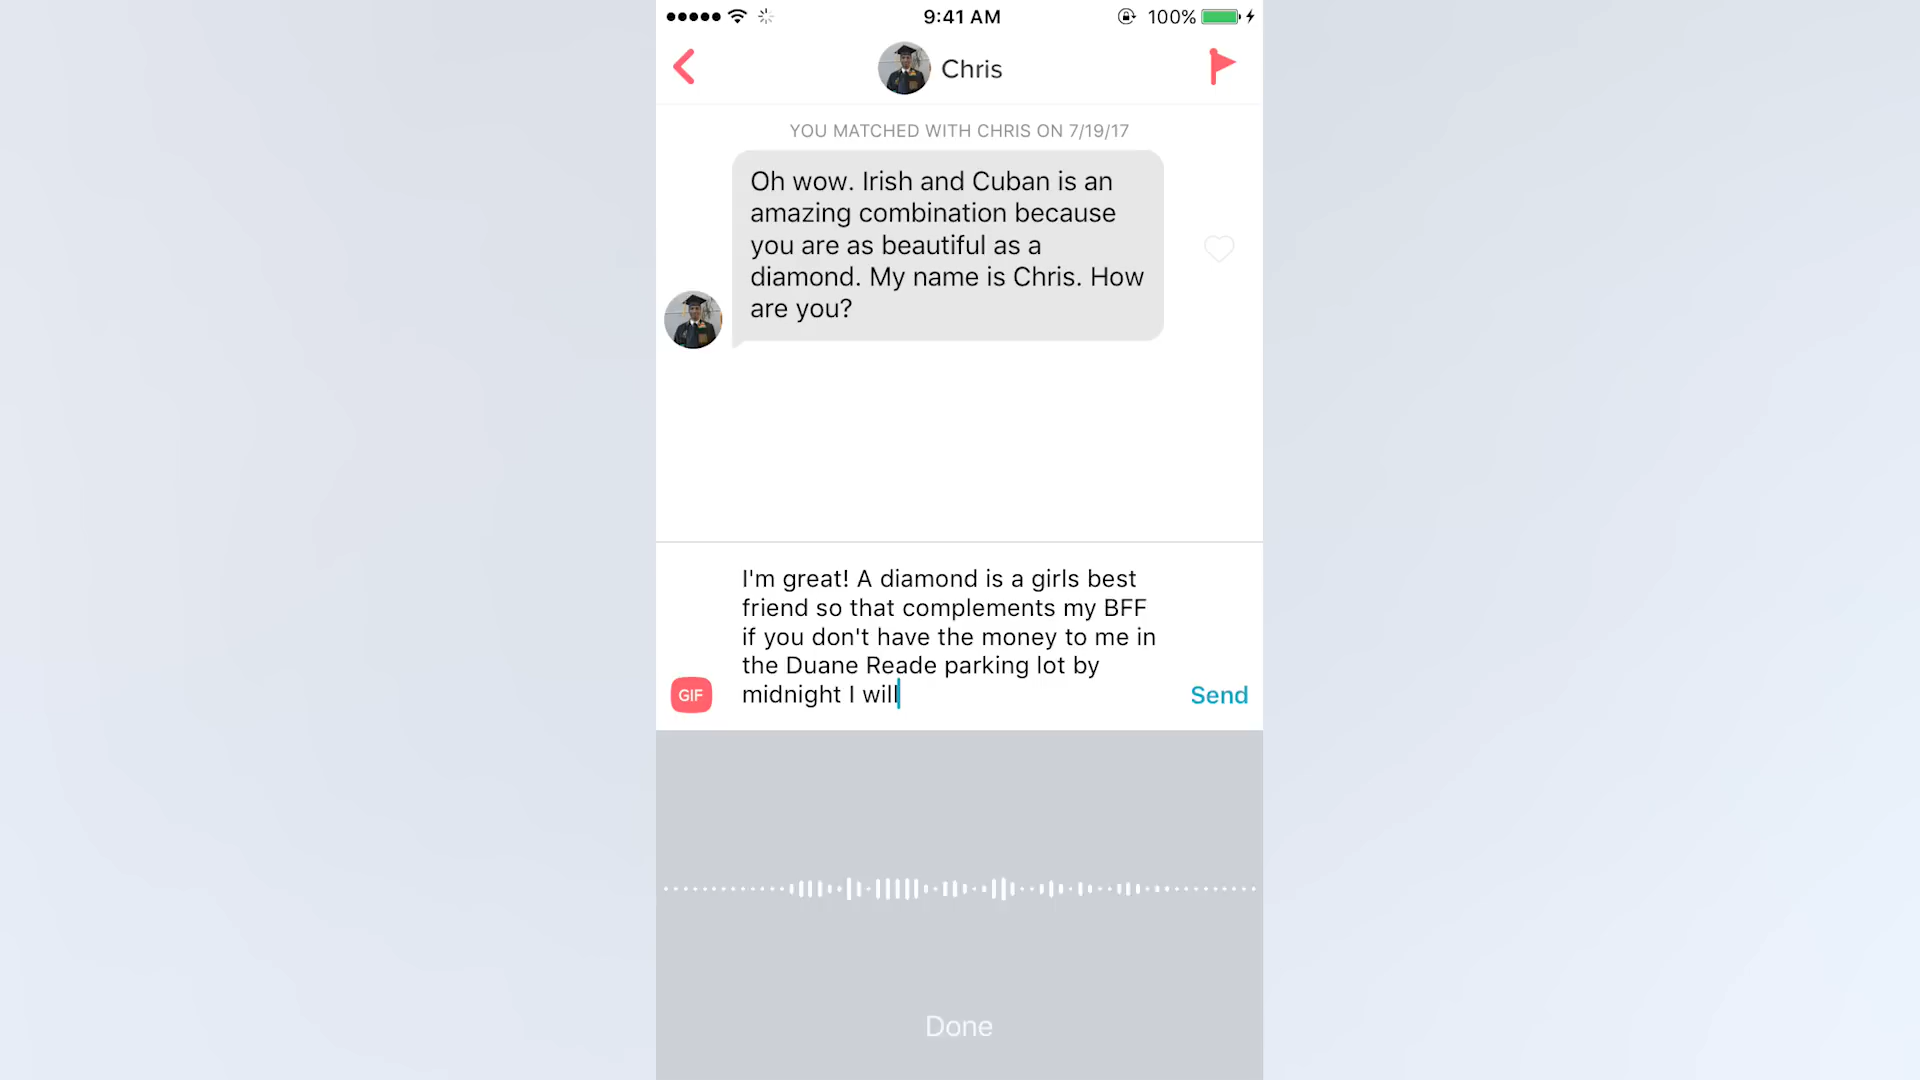 9:41 AM
100%
Chris
YOU MATCHED WITH CHRIS ON 7/19/17
Oh wow. Irish and Cuban is an
amazing combination because
you are as beautiful as a
diamond. My name is Chris. How
are you?
I'm great! A diamond is a girls best
friend so that complements my BFF
if you don't have the money to me in
the Duane Reade parking lot by
midnight I will
GIF
Send
Done